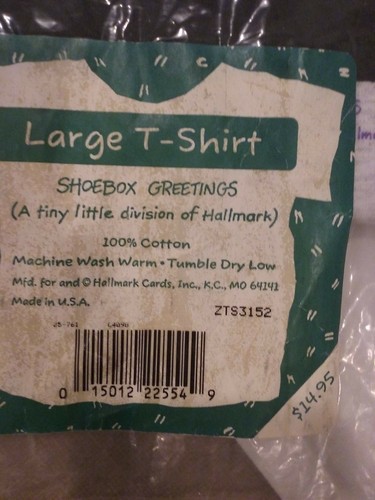 Large T-Shirt
SHOEBOX GREETINGS
(A tiny little division of Hallmark)
100% Cotton
Machine Wash Warm • Tumble Dry Low
Mfd. for and © Hallmark Cards, Inc., K.C., MO 64141
Made in U.S.A.
ZTS3152
0 15012 22554 9
$14.95